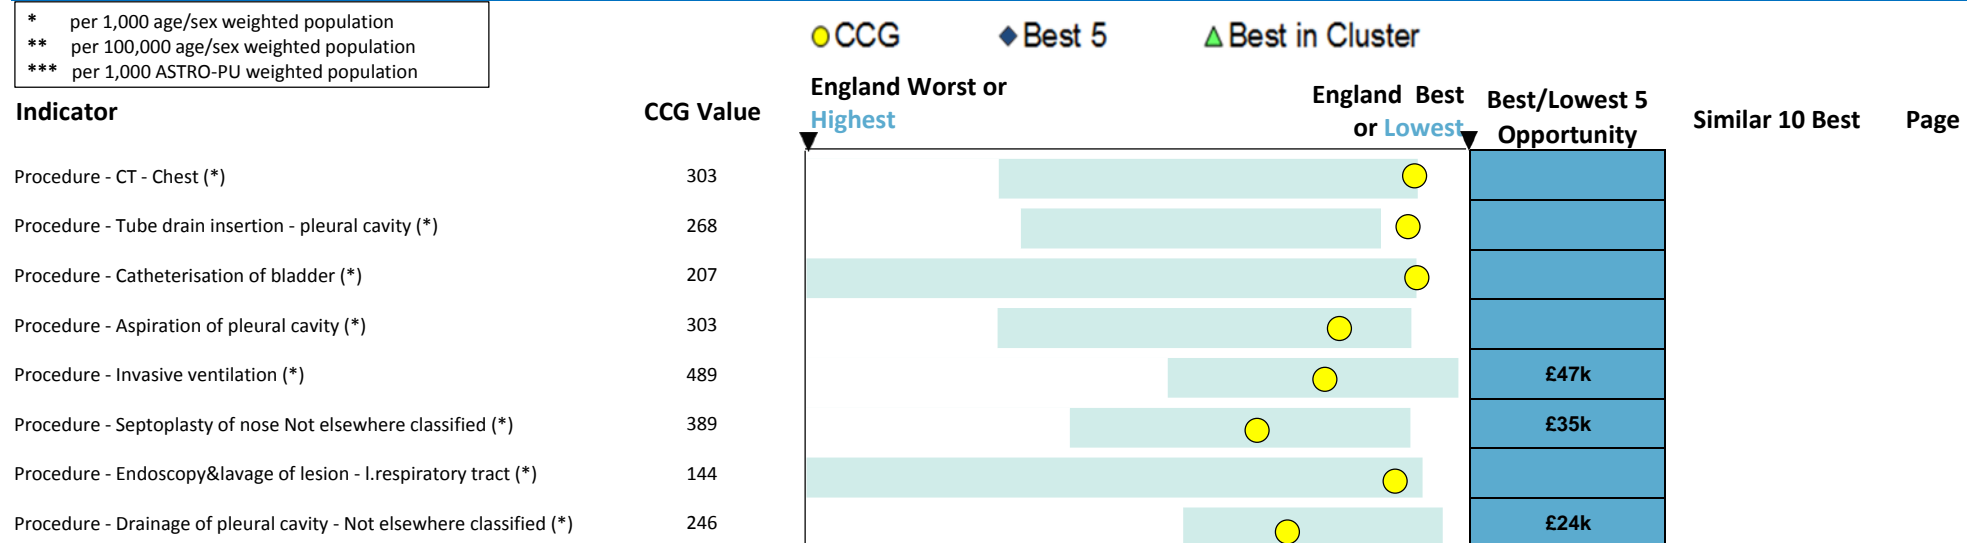 * per 1,000 age/sex weighted population
** per 100,000 age/sex weighted population
*** per 1,000 ASTRO-PU weighted population
CCG Best 5 Best in Cluster
Indicator CCG Value England Worst or Highest England Best or Lowest Best/Lowest 5 Opportunity Similar 10 Best Page
Procedure - CT - Chest (*) 303
Procedure - Tube drain insertion - pleural cavity (*) 268
Procedure - Catheterisation of bladder (*) 207
Procedure - Aspiration of pleural cavity (*) 303
Procedure - Invasive ventilation (*) 489 £47k
Procedure - Septoplasty of nose Not elsewhere classified (*) 389 £35k
Procedure - Endoscopy&lavage of lesion - l.respiratory tract (*) 144
Procedure - Drainage of pleural cavity - Not elsewhere classified (*) 246 £24k